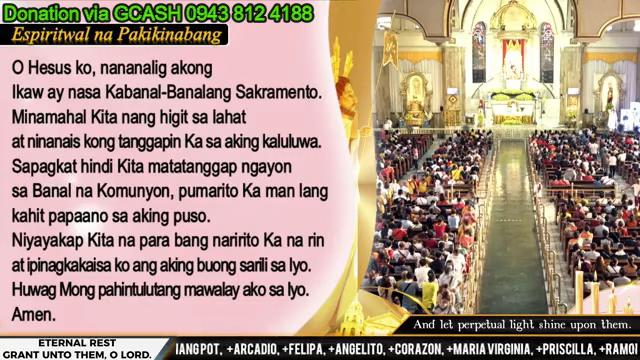 Donation via GCASH 0943 812 4188
Espiritwal na Pakikinabang
O Hesus ko, nananalig akong
Ikaw ay nasa Kabanal-Banalang Sakramento.
Minamahal Kita nang higit sa lahat
at ninanais kong tanggapin Ka sa aking kaluluwa.
Sapagkat hindi Kita matatanggap ngayon
sa Banal na Komunyon, pumarito Ka man lang
kahit papaano sa aking puso.
Niyayakap Kita na para bang naririto Ka na rin
at ipinagkakaisa ko ang aking buong sarili sa Iyo.
Huwag Mong pahintulutang mawalay ako sa Iyo.
Amen.
And let perpetual light shine upon them.
ETERNAL REST
GRANT UNTO THEM, O LORD.
IANGPOT, +ARCADIO, +FELIPA, +ANGELITO, +CORAZON, +MARIA VIRGINIA, +PRISCILLA, +RAMOI